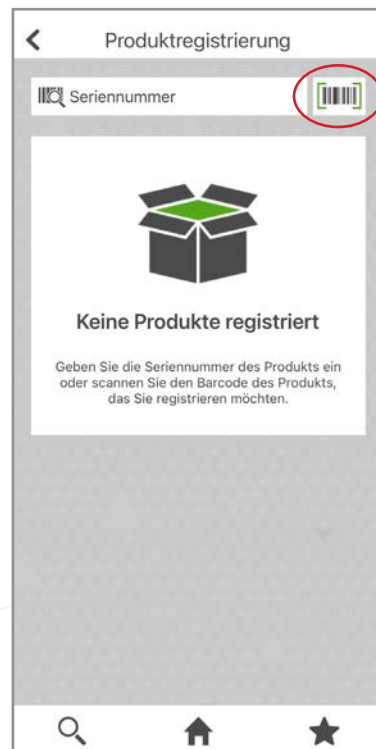 Produktregistrierung
Seriennummer
Keine Produkte registriert
Geben Sie die Seriennummer des Produkts ein
oder scannen Sie den Barcode des Produkts,
das Sie registrieren möchten.